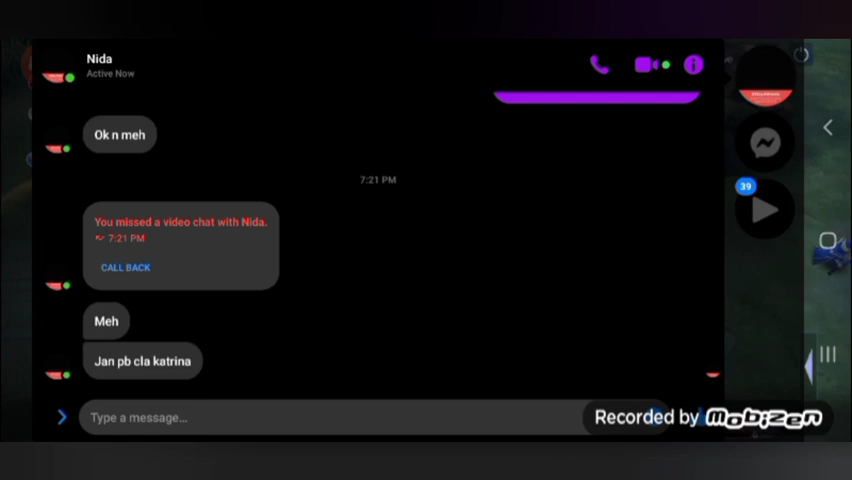 Nida
Active Now
Ok n meh
7:21 PM
You missed a video chat with Nida.
7:21 PM
CALL BACK
Meh
Jan pb cla katrina
Type a message...
39
Recorded by Mobizen